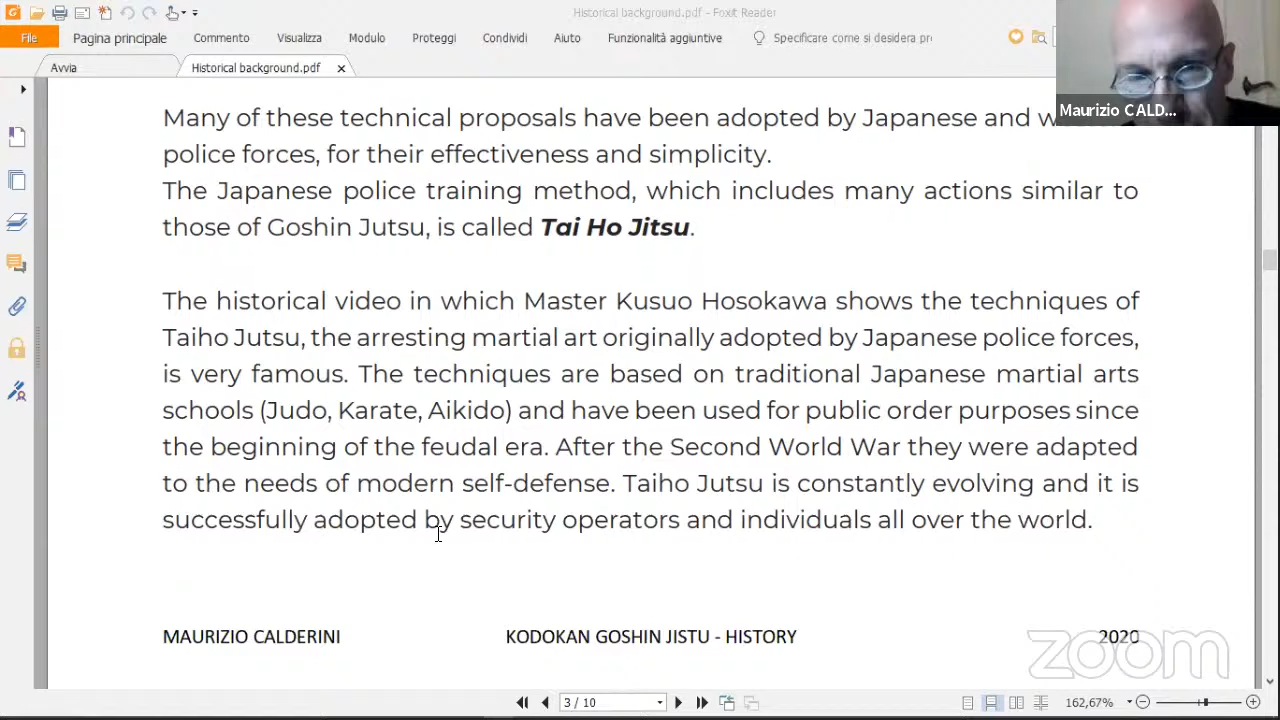 Historical background.pdf - Foxit Reader
File Pagina principale Commento Visualizza Modulo Proteggi Condividi Aiuto Funzionalità aggiuntive Specificare come si desidera
Avvia Historical background.pdf
Maurizio CALD...
Many of these technical proposals have been adopted by Japanese and
police forces, for their effectiveness and simplicity.
The Japanese police training method, which includes many actions similar to
those of Goshin Jutsu, is called Tai Ho Jitsu.
The historical video in which Master Kusuo Hosokawa shows the techniques of
Taiho Jutsu, the arresting martial art originally adopted by Japanese police forces,
is very famous. The techniques are based on traditional Japanese martial arts
schools (Judo, Karate, Aikido) and have been used for public order purposes since
the beginning of the feudal era. After the Second World War they were adapted
to the needs of modern self-defense. Taiho Jutsu is constantly evolving and it is
successfully adopted by security operators and individuals all over the world.
MAURIZIO CALDERINI KODOKAN GOSHIN JISTU - HISTORY 2020
zoom
3 / 10 162,67%